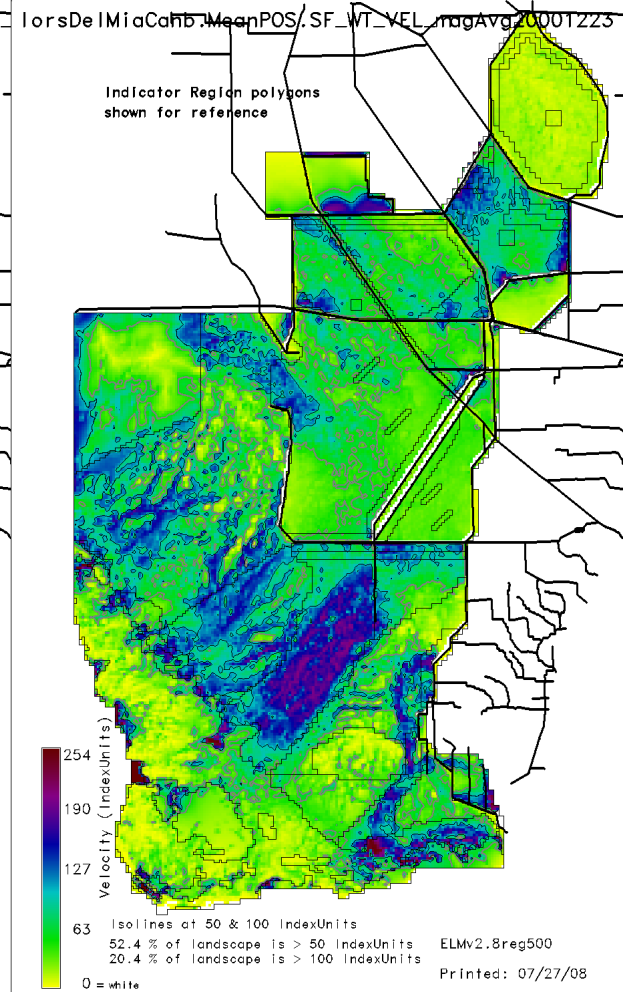 lorsDelMiaCanb.MeanPOS.SF_WT_VEL_magAvg20001223
Indicator Region polygons
shown for reference
254
190
127
63
0 = white
Velocity (IndexUnits)
Isolines at 50 & 100 IndexUnits
52.4 % of landscape is > 50 IndexUnits
20.4 % of landscape is > 100 IndexUnits
ELMv2.8reg500
Printed: 07/27/08